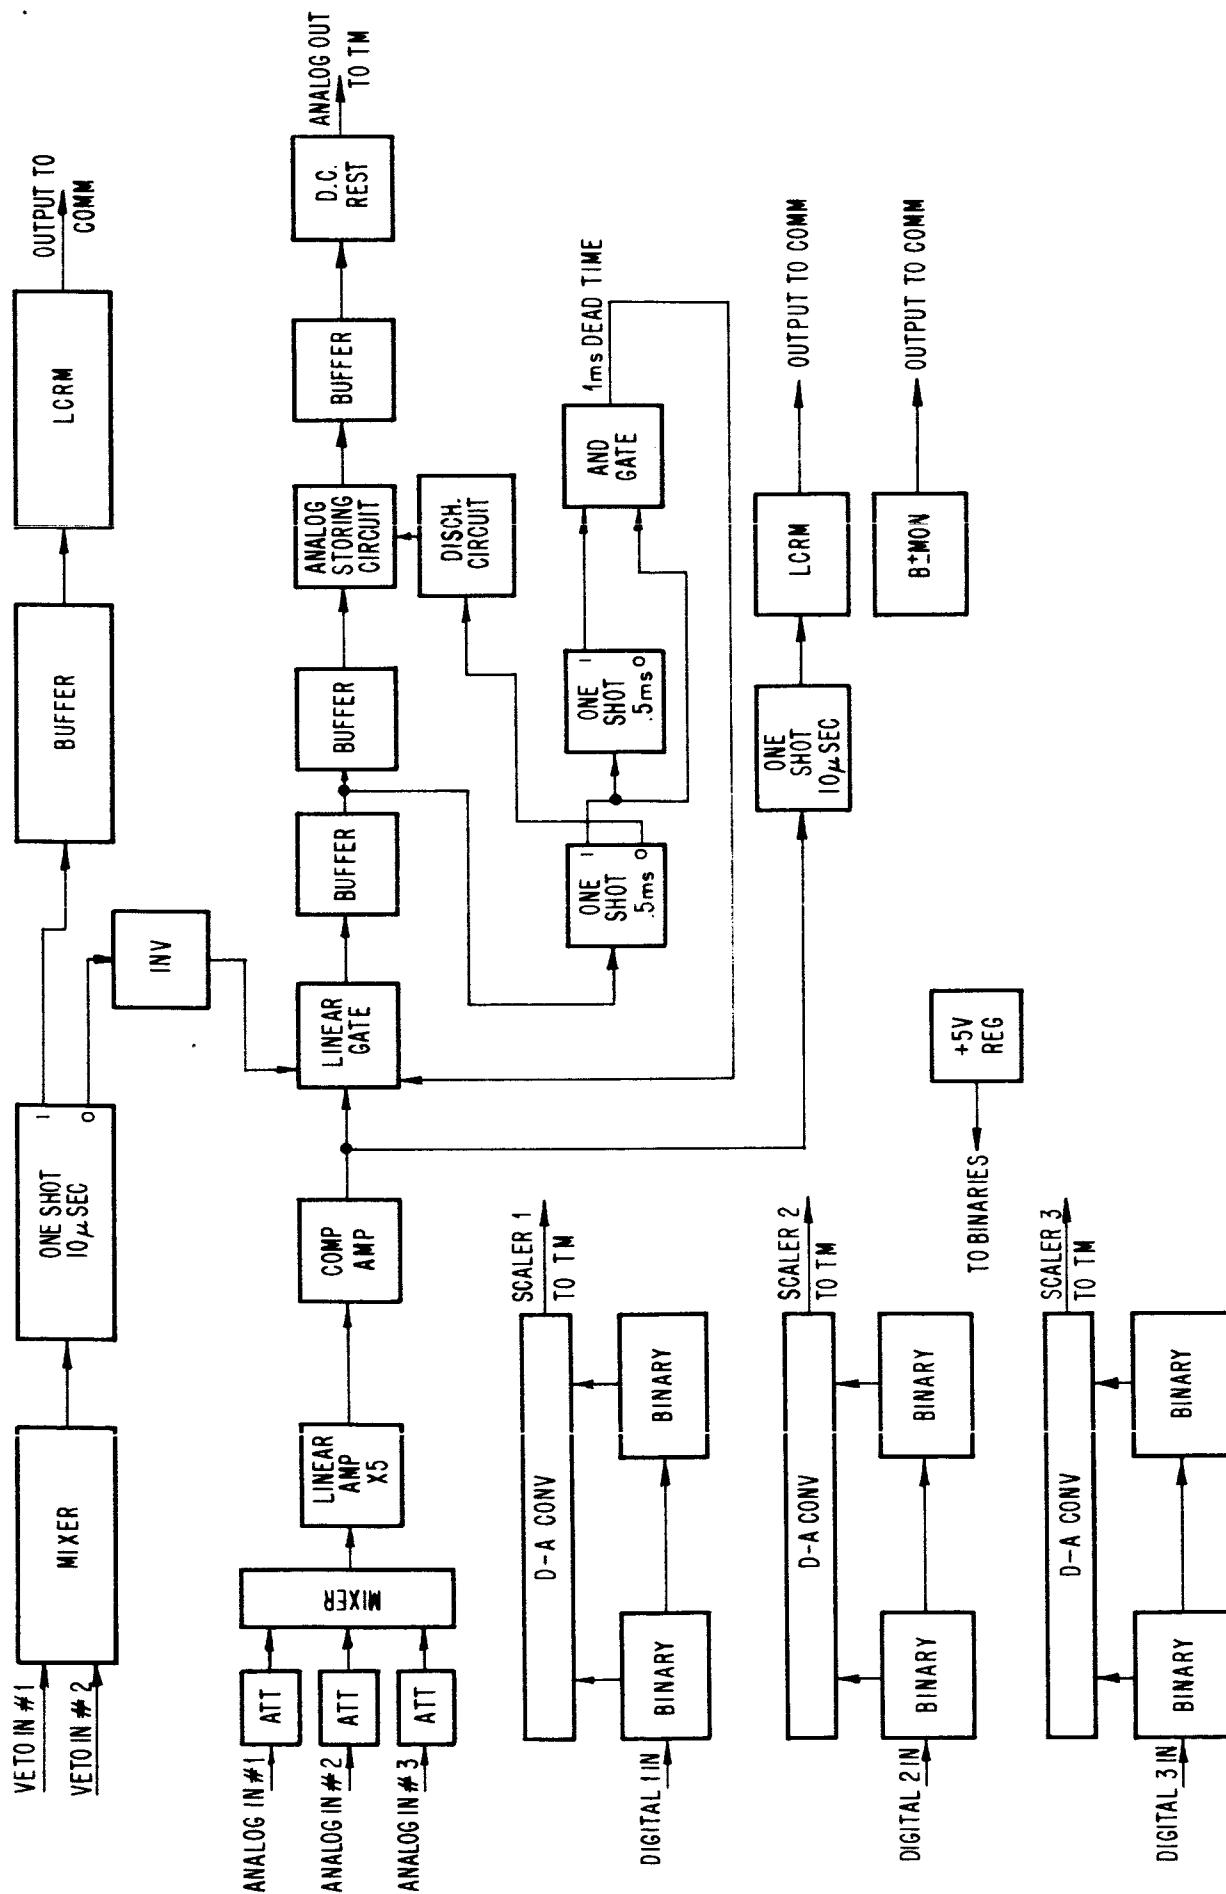 VETO IN #1
VETO IN #2
MIXER
ONE SHOT
10μSEC
1
0
INV
BUFFER
LCRM
OUTPUT TO
COMM
ANALOG IN #1
ANALOG IN #2
ANALOG IN #3
ATT
ATT
ATT
MIXER
LINEAR
AMP
X5
COMP
AMP
LINEAR
GATE
BUFFER
BUFFER
ANALOG
STORING
CIRCUIT
BUFFER
D.C.
REST
ANALOG OUT
TO TM
DISCH.
CIRCUIT
ONE
SHOT
.5ms
1
0
ONE
SHOT
.5ms
1
0
AND
GATE
1ms DEAD TIME
ONE
SHOT
10μSEC
LCRM
OUTPUT TO COMM
B±MON
OUTPUT TO COMM
DIGITAL 1 IN
BINARY
BINARY
D-A CONV
SCALER 1
TO TM
DIGITAL 2 IN
BINARY
BINARY
D-A CONV
SCALER 2
TO TM
TO BINARIES
+5V
REG
DIGITAL 3 IN
BINARY
BINARY
D-A CONV
SCALER 3
TO TM